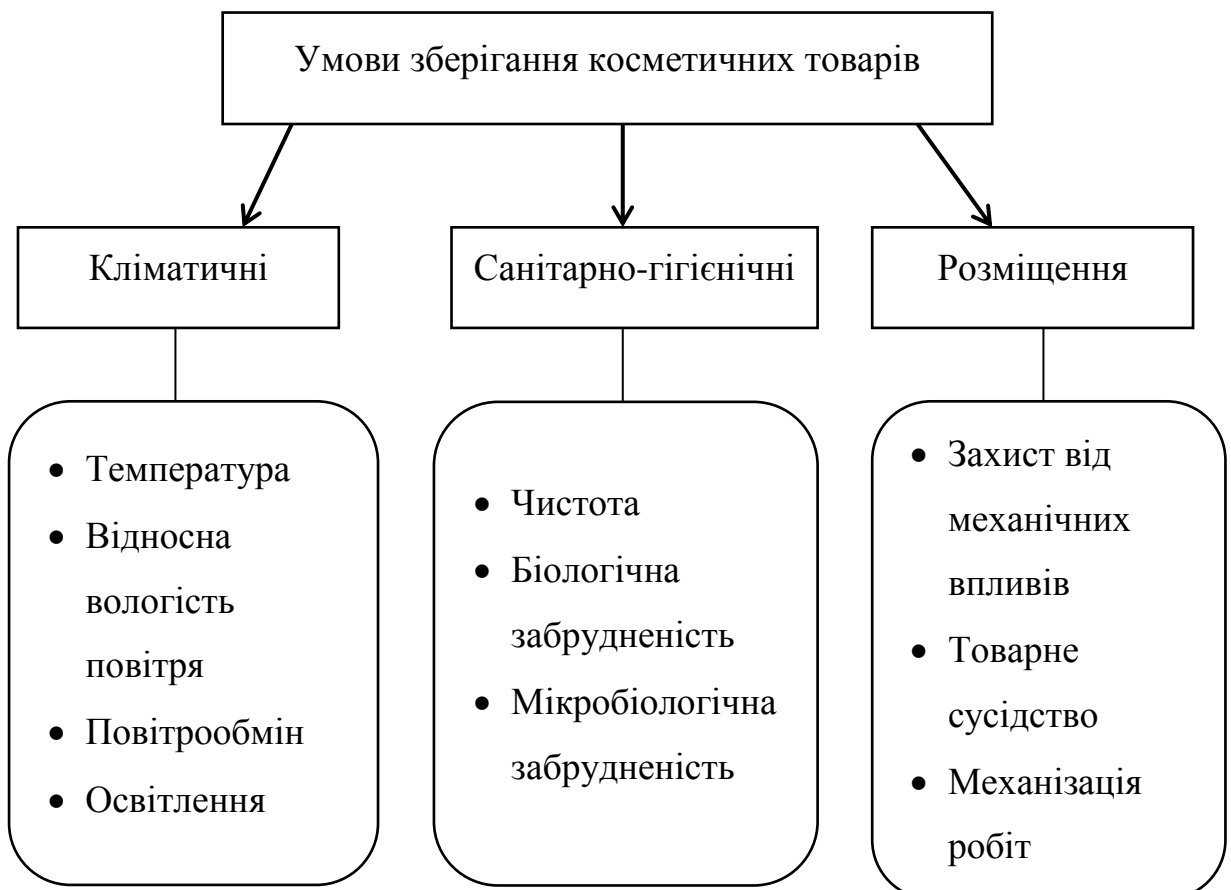 Умови зберігання косметичних товарів
Кліматичні
Санітарно-гігієнічні
Розміщення
• Температура
• Відносна
вологість
повітря
• Повітрообмін
• Освітлення
• Чистота
• Біологічна
забрудненість
• Мікробіологічна
забрудненість
• Захист від
механічних
впливів
• Товарне
сусідство
• Механізація
робіт